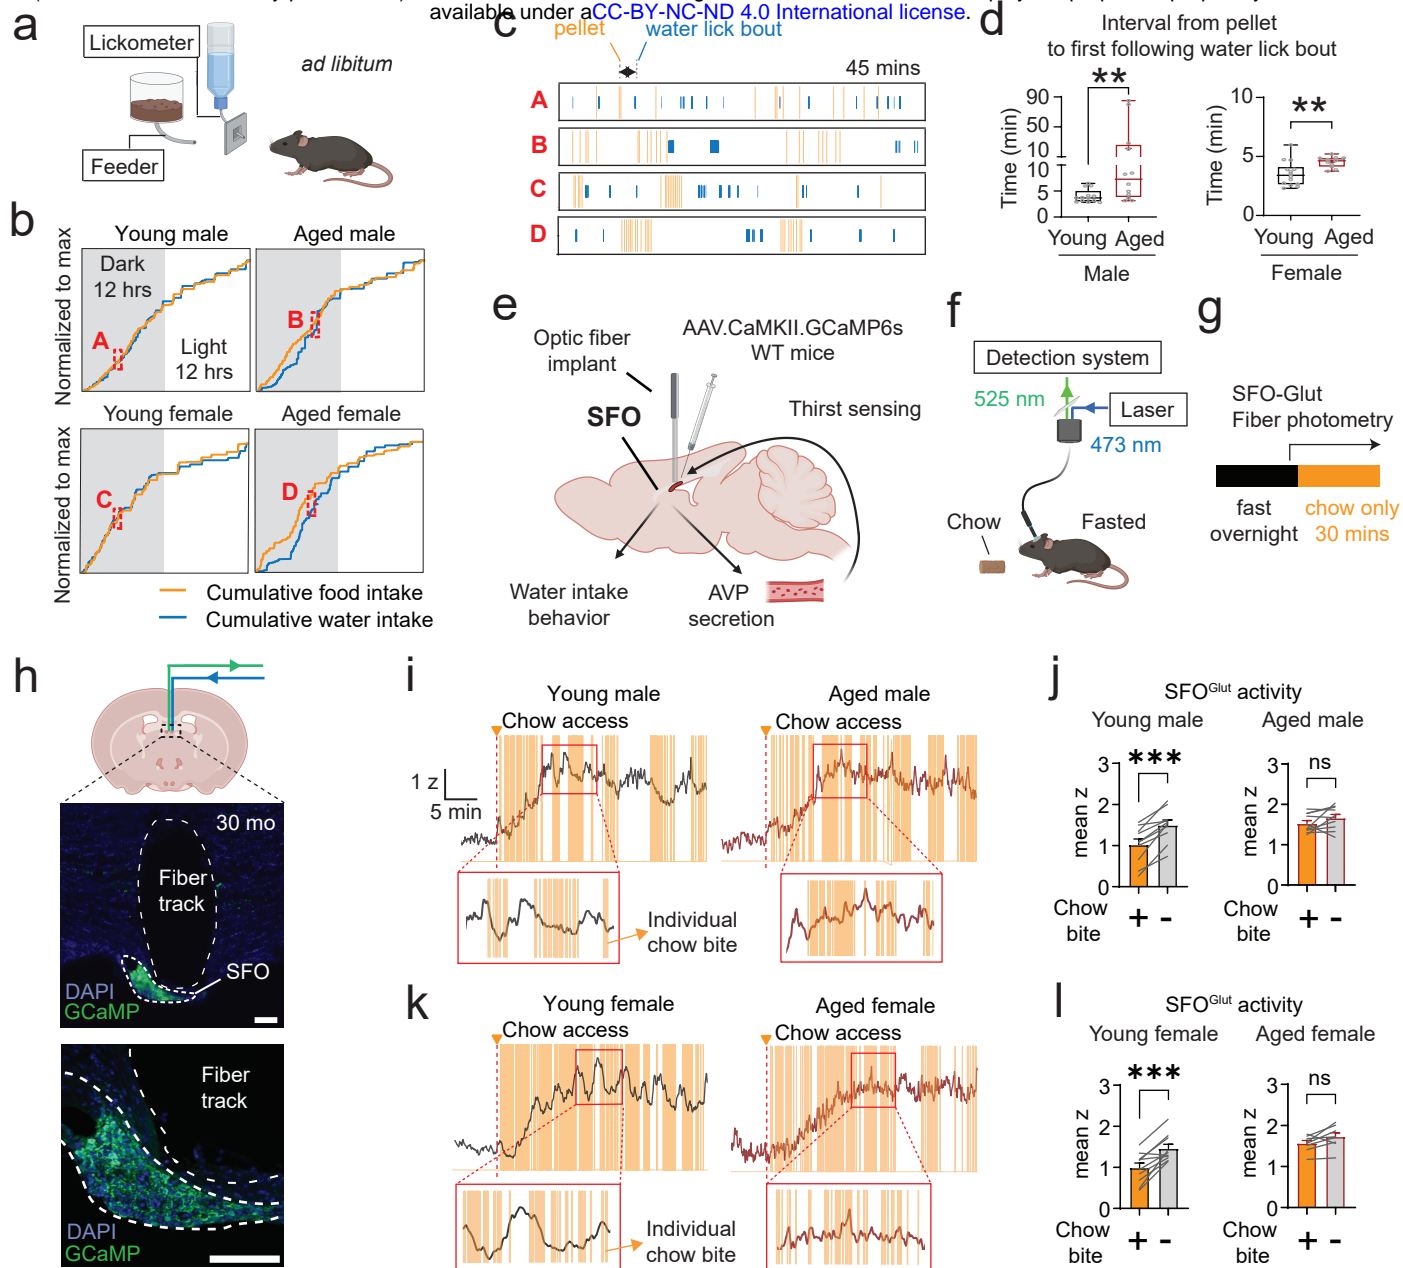 available under aCC-BY-NC-ND 4.0 International license.
a
Lickometer
ad libitum
Feeder
b
Young male
Aged male
Normalized to max
Dark
12 hrs
A
Light
12 hrs
B
Young female
Aged female
Normalized to max
C
D
Cumulative food intake
Cumulative water intake
c
pellet
water lick bout
45 mins
A
B
C
D
d
Interval from pellet
to first following water lick bout
Time (min)
90
50
10
10
5
0
**
Young Aged
Male
Time (min)
10
5
0
**
Young Aged
Female
e
Optic fiber
implant
AAV.CaMKII.GCaMP6s
WT mice
SFO
Thirst sensing
Water intake
behavior
AVP
secretion
f
Detection system
525 nm
Laser
473 nm
Chow
Fasted
g
SFO-Glut
Fiber photometry
fast
overnight
chow only
30 mins
h
30 mo
Fiber
track
SFO
DAPI
GCaMP
Fiber
track
DAPI
GCaMP
i
Young male
Chow access
Aged male
Chow access
1 z
5 min
Individual
chow bite
j
SFOGlut activity
Young male
Aged male
mean z
3
2
1
0
***
Chow
bite
+ -
mean z
3
2
1
0
ns
Chow
bite
+ -
k
Young female
Chow access
Aged female
Chow access
Individual
chow bite
l
SFOGlut activity
Young female
Aged female
mean z
3
2
1
0
***
Chow
bite
+ -
mean z
3
2
1
0
ns
Chow
bite
+ -